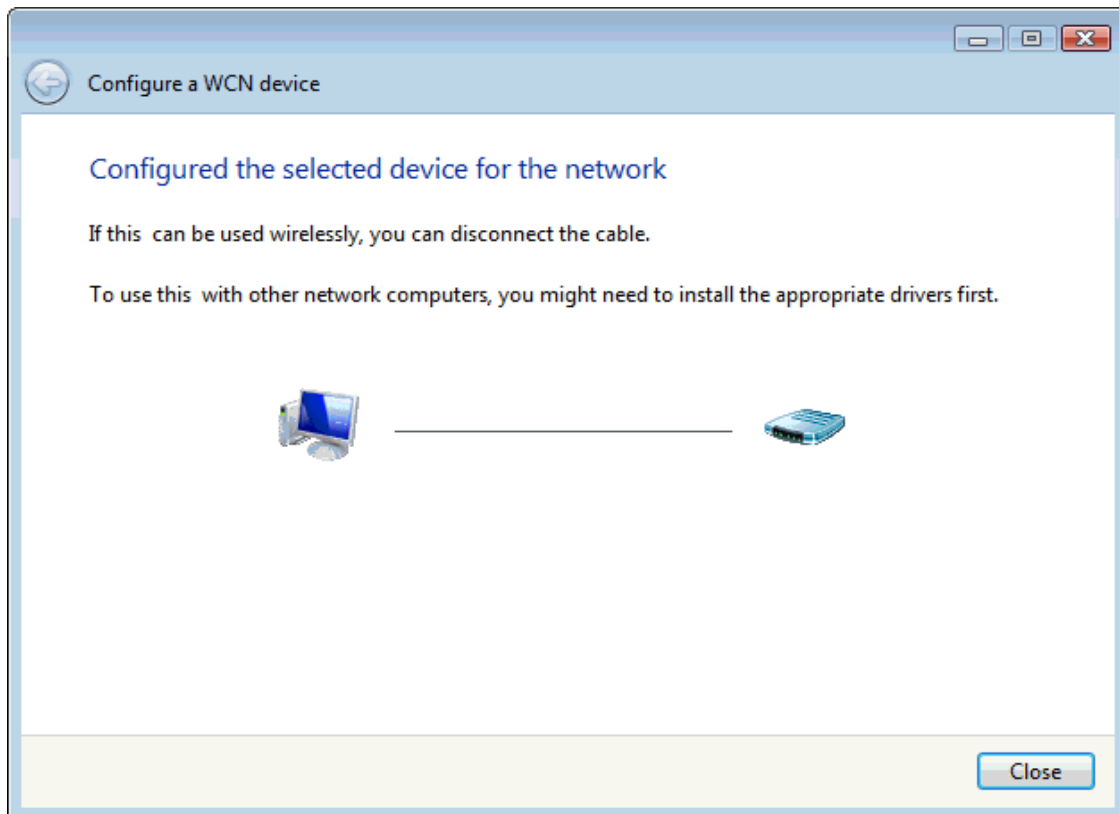 Configure a WCN device
Configured the selected device for the network
If this  can be used wirelessly, you can disconnect the cable.
To use this  with other network computers, you might need to install the appropriate drivers first.
Close